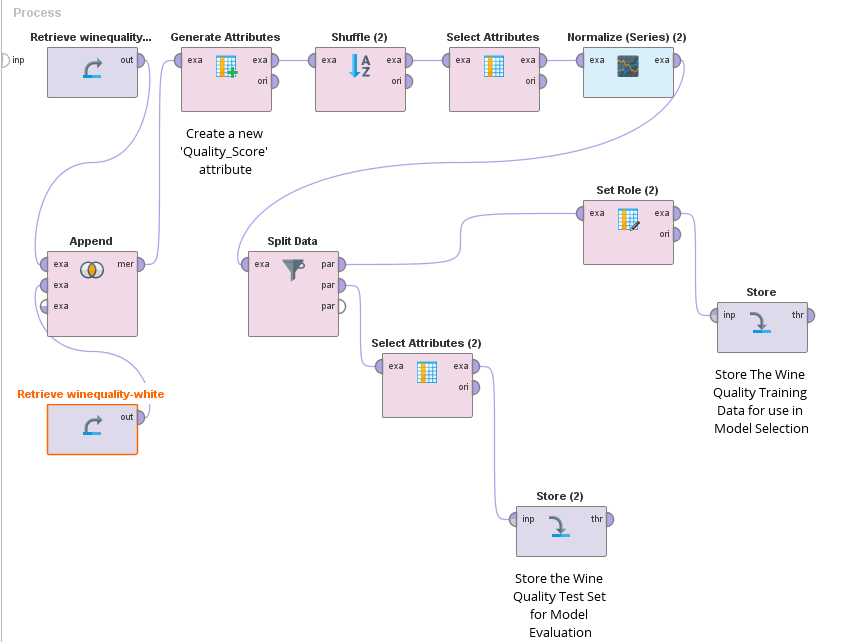 Process
inp
Retrieve winequality...
out
Generate Attributes
exa exa
ori
Create a new
'Quality_Score'
attribute
Shuffle (2)
exa exa
ori
A
Z
Select Attributes
exa exa
ori
Normalize (Series) (2)
exa exa
Append
exa mer
exa
exa
Split Data
exa par
par
par
Set Role (2)
exa exa
ori
Store
inp thr
Store The Wine
Quality Training
Data for use in
Model Selection
Select Attributes (2)
exa exa
ori
Retrieve winequality-white
out
Store (2)
inp thr
Store the Wine
Quality Test Set
for Model
Evaluation